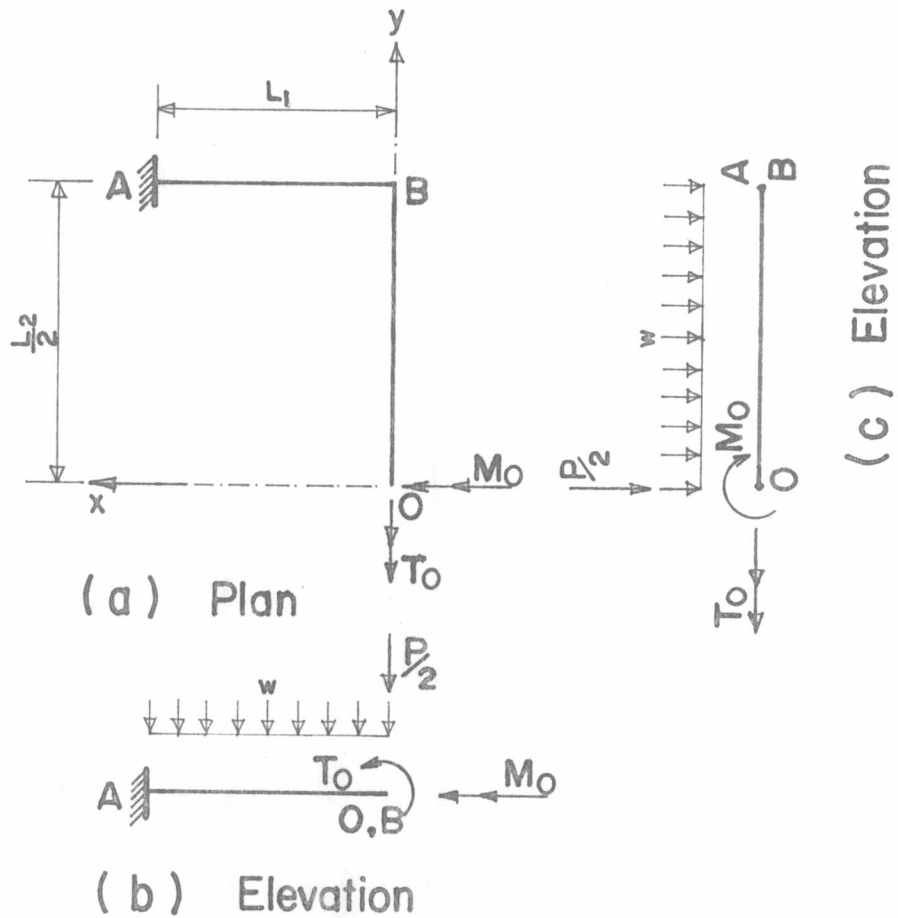 y
L1
A
B
L2/2
x
O
Mo
To
(a) Plan
P/2
w
A
To
O,B
Mo
(b) Elevation
A
B
w
Mo
P/2
O
To
(c) Elevation